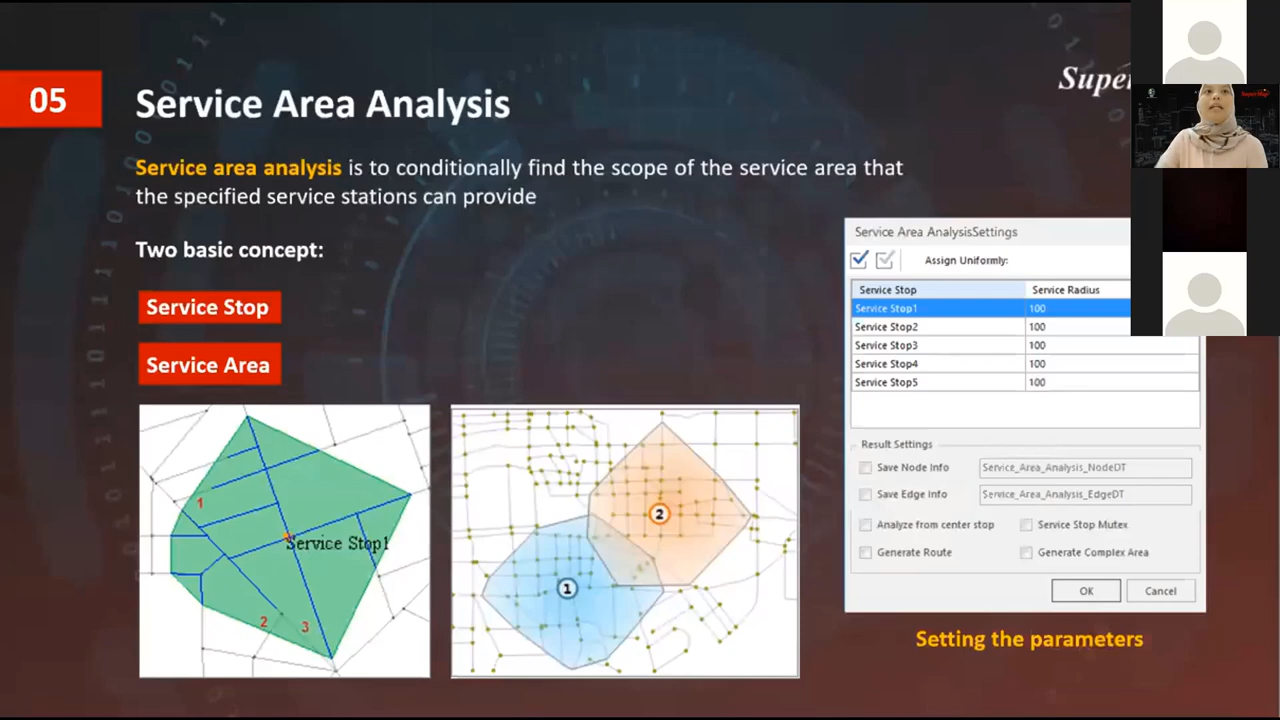 05
Service Area Analysis
Super
Service area analysis is to conditionally find the scope of the service area that
the specified service stations can provide
Two basic concept:
Service Stop
Service Area
1
Service Stop1
2
3
2
1
Service Area AnalysisSettings
Assign Uniformly:
Service Stop Service Radius
Service Stop1 100
Service Stop2 100
Service Stop3 100
Service Stop4 100
Service Stop5 100
Result Settings
Save Node Info Service_Area_Analysis_NodeDT
Save Edge Info Service_Area_Analysis_EdgeDT
Analyze from center stop Service Stop Mutex
Generate Route Generate Complex Area
OK Cancel
Setting the parameters